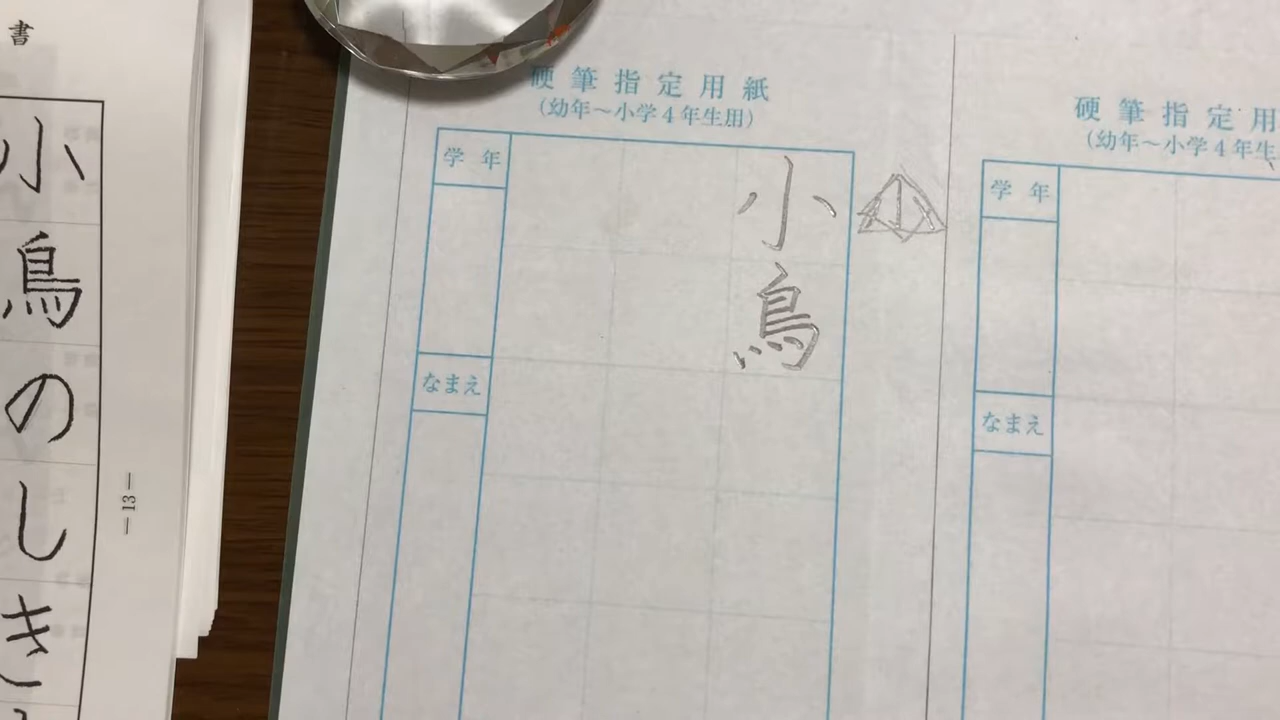 書
小鳥のしき
－13－
硬筆指定用紙
(幼年～小学4年生用)
学年
なまえ
小鳥
小
硬筆指定用
(幼年～小学4年生
学年
なまえ